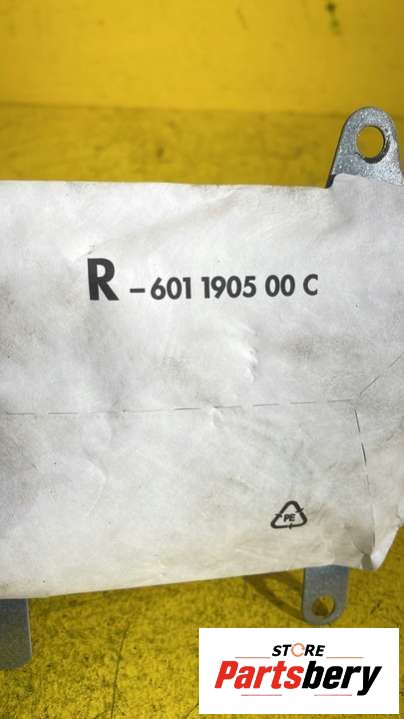 R – 601 1905 00 C
PE
STORE
Partsbery